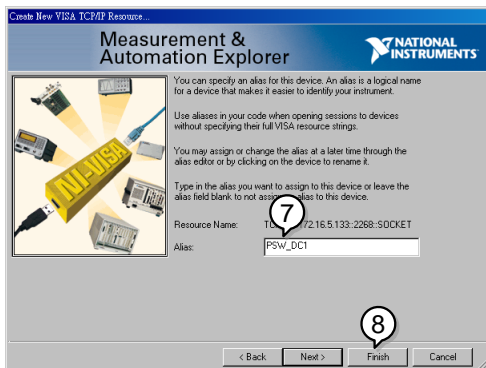 Create New VISA TCP/IP Resource...
Measurement &
Automation Explorer
NATIONAL
INSTRUMENTS
You can specify an alias for this device. An alias is a logical name
for a device that makes it easier to identify your instrument.
Use aliases in your code when opening sessions to devices
without specifying their full VISA resource strings.
You may assign or change the alias at a later time through the
alias editor or by clicking on the device to rename it.
Type in the alias you want to assign to this device or leave the
alias field blank to not assign alias to this device.
NI-VISA
7
Resource Name: 72.16.5.133::2268::SOCKET
Alias: PSW_DC1
8
< Back Next > Finish Cancel